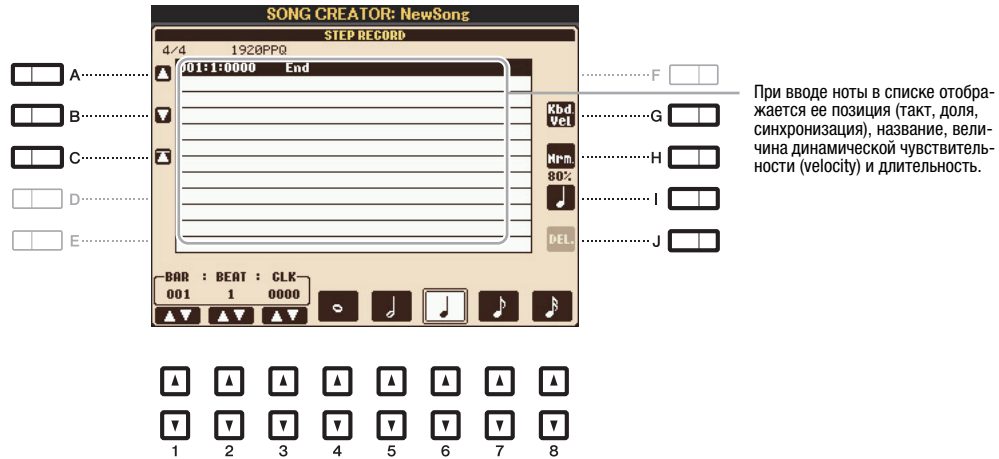 SONG CREATOR: NewSong
STEP RECORD
4/4 1920PPQ
001:1:0000 End
A
B
C
D
E
F
G
H
I
J
Kbd. Vel
Nrm.
80%
DEL.
При вводе ноты в списке отобра-
жается ее позиция (такт, доля,
синхронизация), название, вели-
чина динамической чувствитель-
ности (velocity) и длительность.
BAR : BEAT : CLK
001 1 0000
1 2 3 4 5 6 7 8